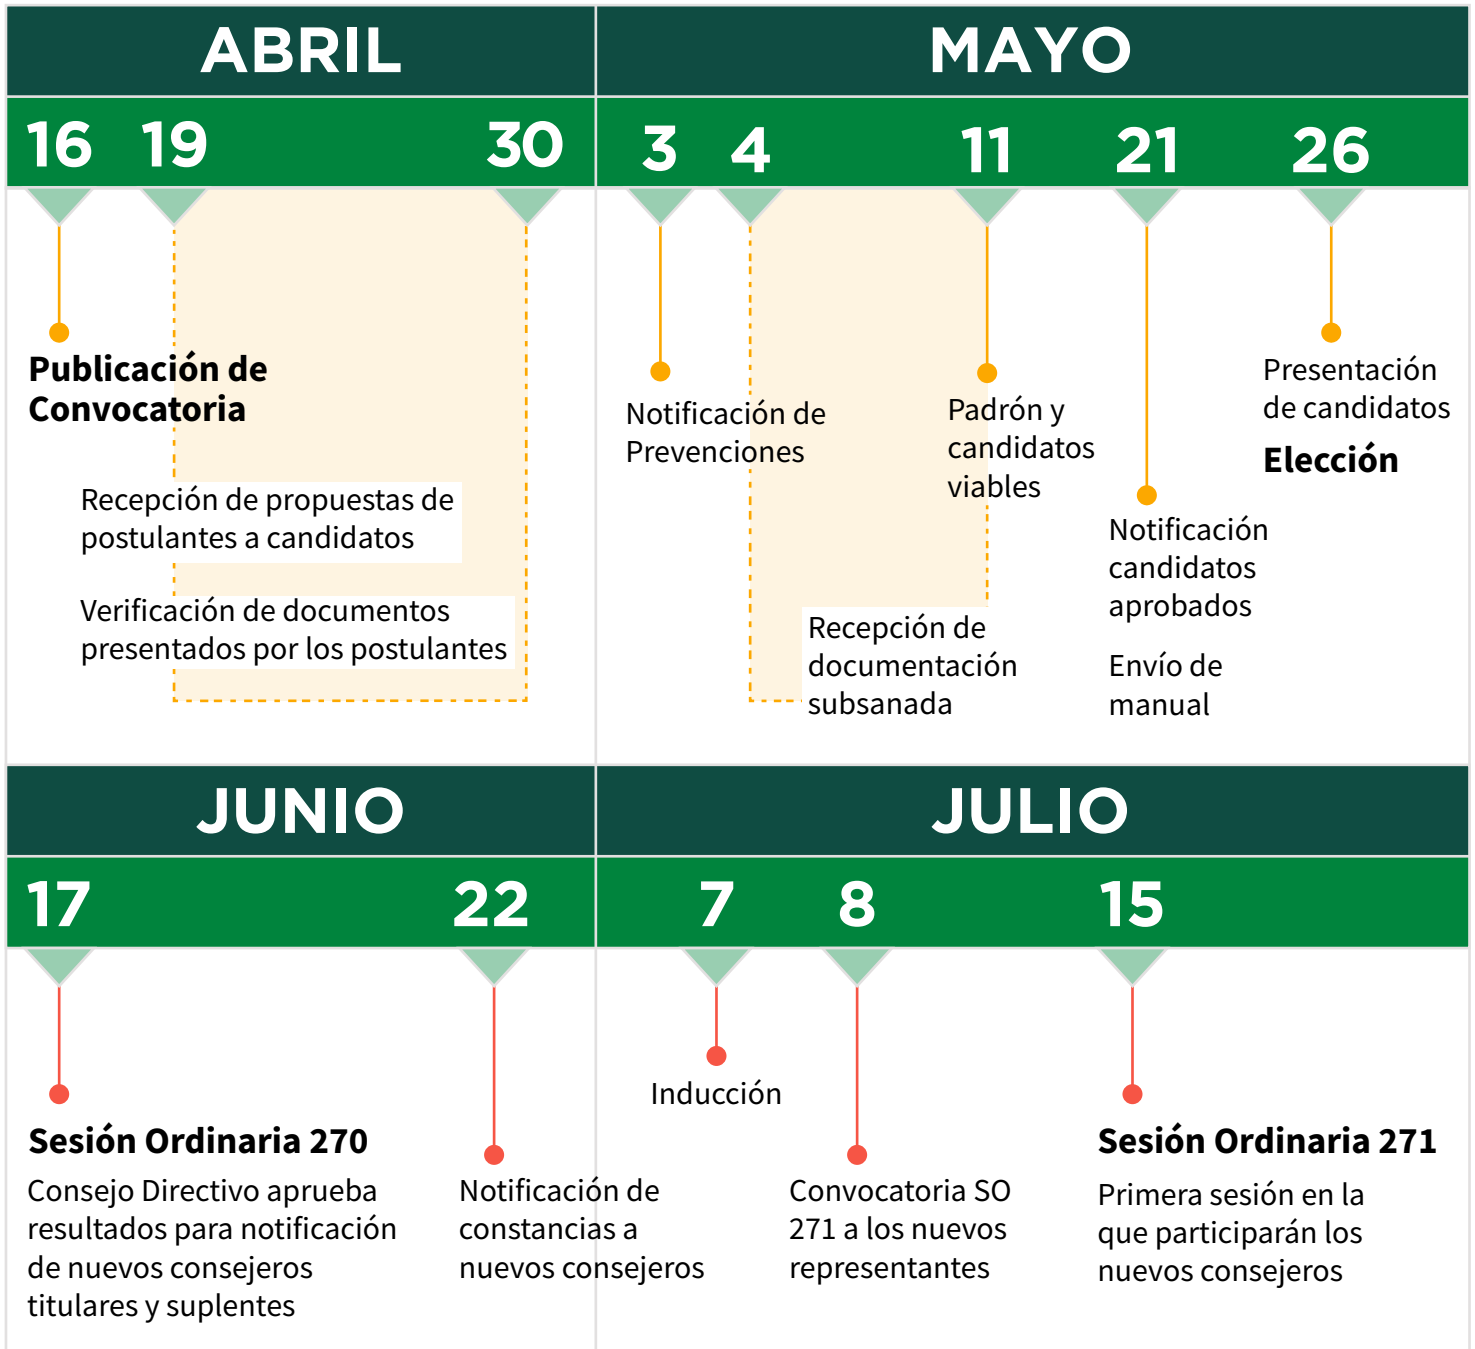 ABRIL
16 19 30
Publicación de
Convocatoria
Recepción de propuestas de
postulantes a candidatos
Verificación de documentos
presentados por los postulantes
MAYO
3 4 11 21 26
Notificación de
Prevenciones
Recepción de
documentación
subsanada
Padrón y
candidatos
viables
Notificación
candidatos
aprobados
Envío de
manual
Presentación
de candidatos
Elección
JUNIO
17 22
Sesión Ordinaria 270
Consejo Directivo aprueba
resultados para notificación
de nuevos consejeros
titulares y suplentes
Notificación de
constancias a
nuevos consejeros
JULIO
7 8 15
Inducción
Convocatoria SO
271 a los nuevos
representantes
Sesión Ordinaria 271
Primera sesión en la
que participarán los
nuevos consejeros